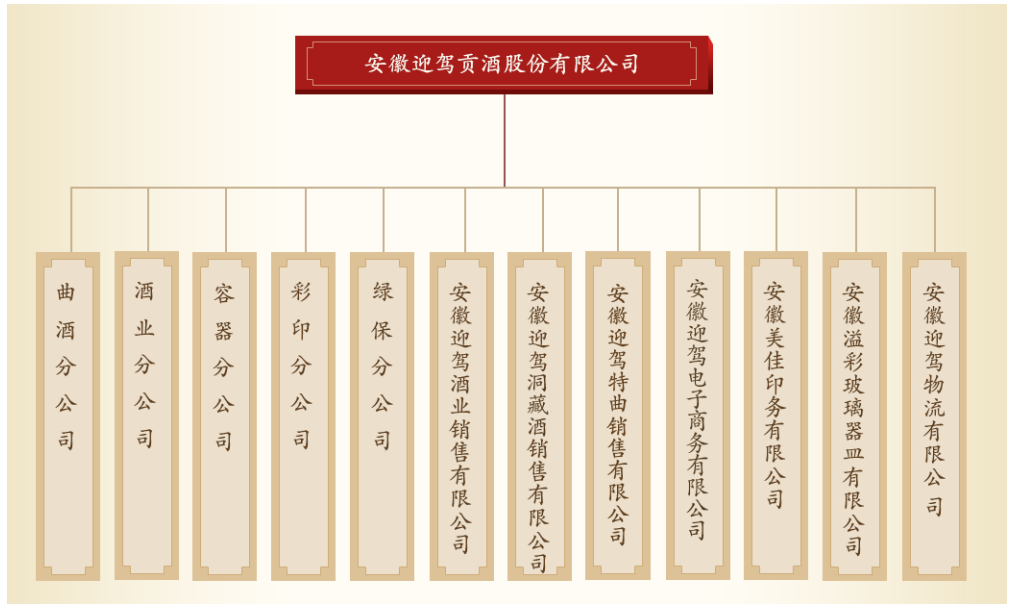 安徽迎驾贡酒股份有限公司
曲酒分公司
酒业分公司
容器分公司
彩印分公司
绿保分公司
安徽迎驾酒业销售有限公司
安徽迎驾洞藏酒销售有限公司
安徽迎驾特曲销售有限公司
安徽迎驾电子商务有限公司
安徽美佳印务有限公司
安徽溢彩玻璃器皿有限公司
安徽迎驾物流有限公司